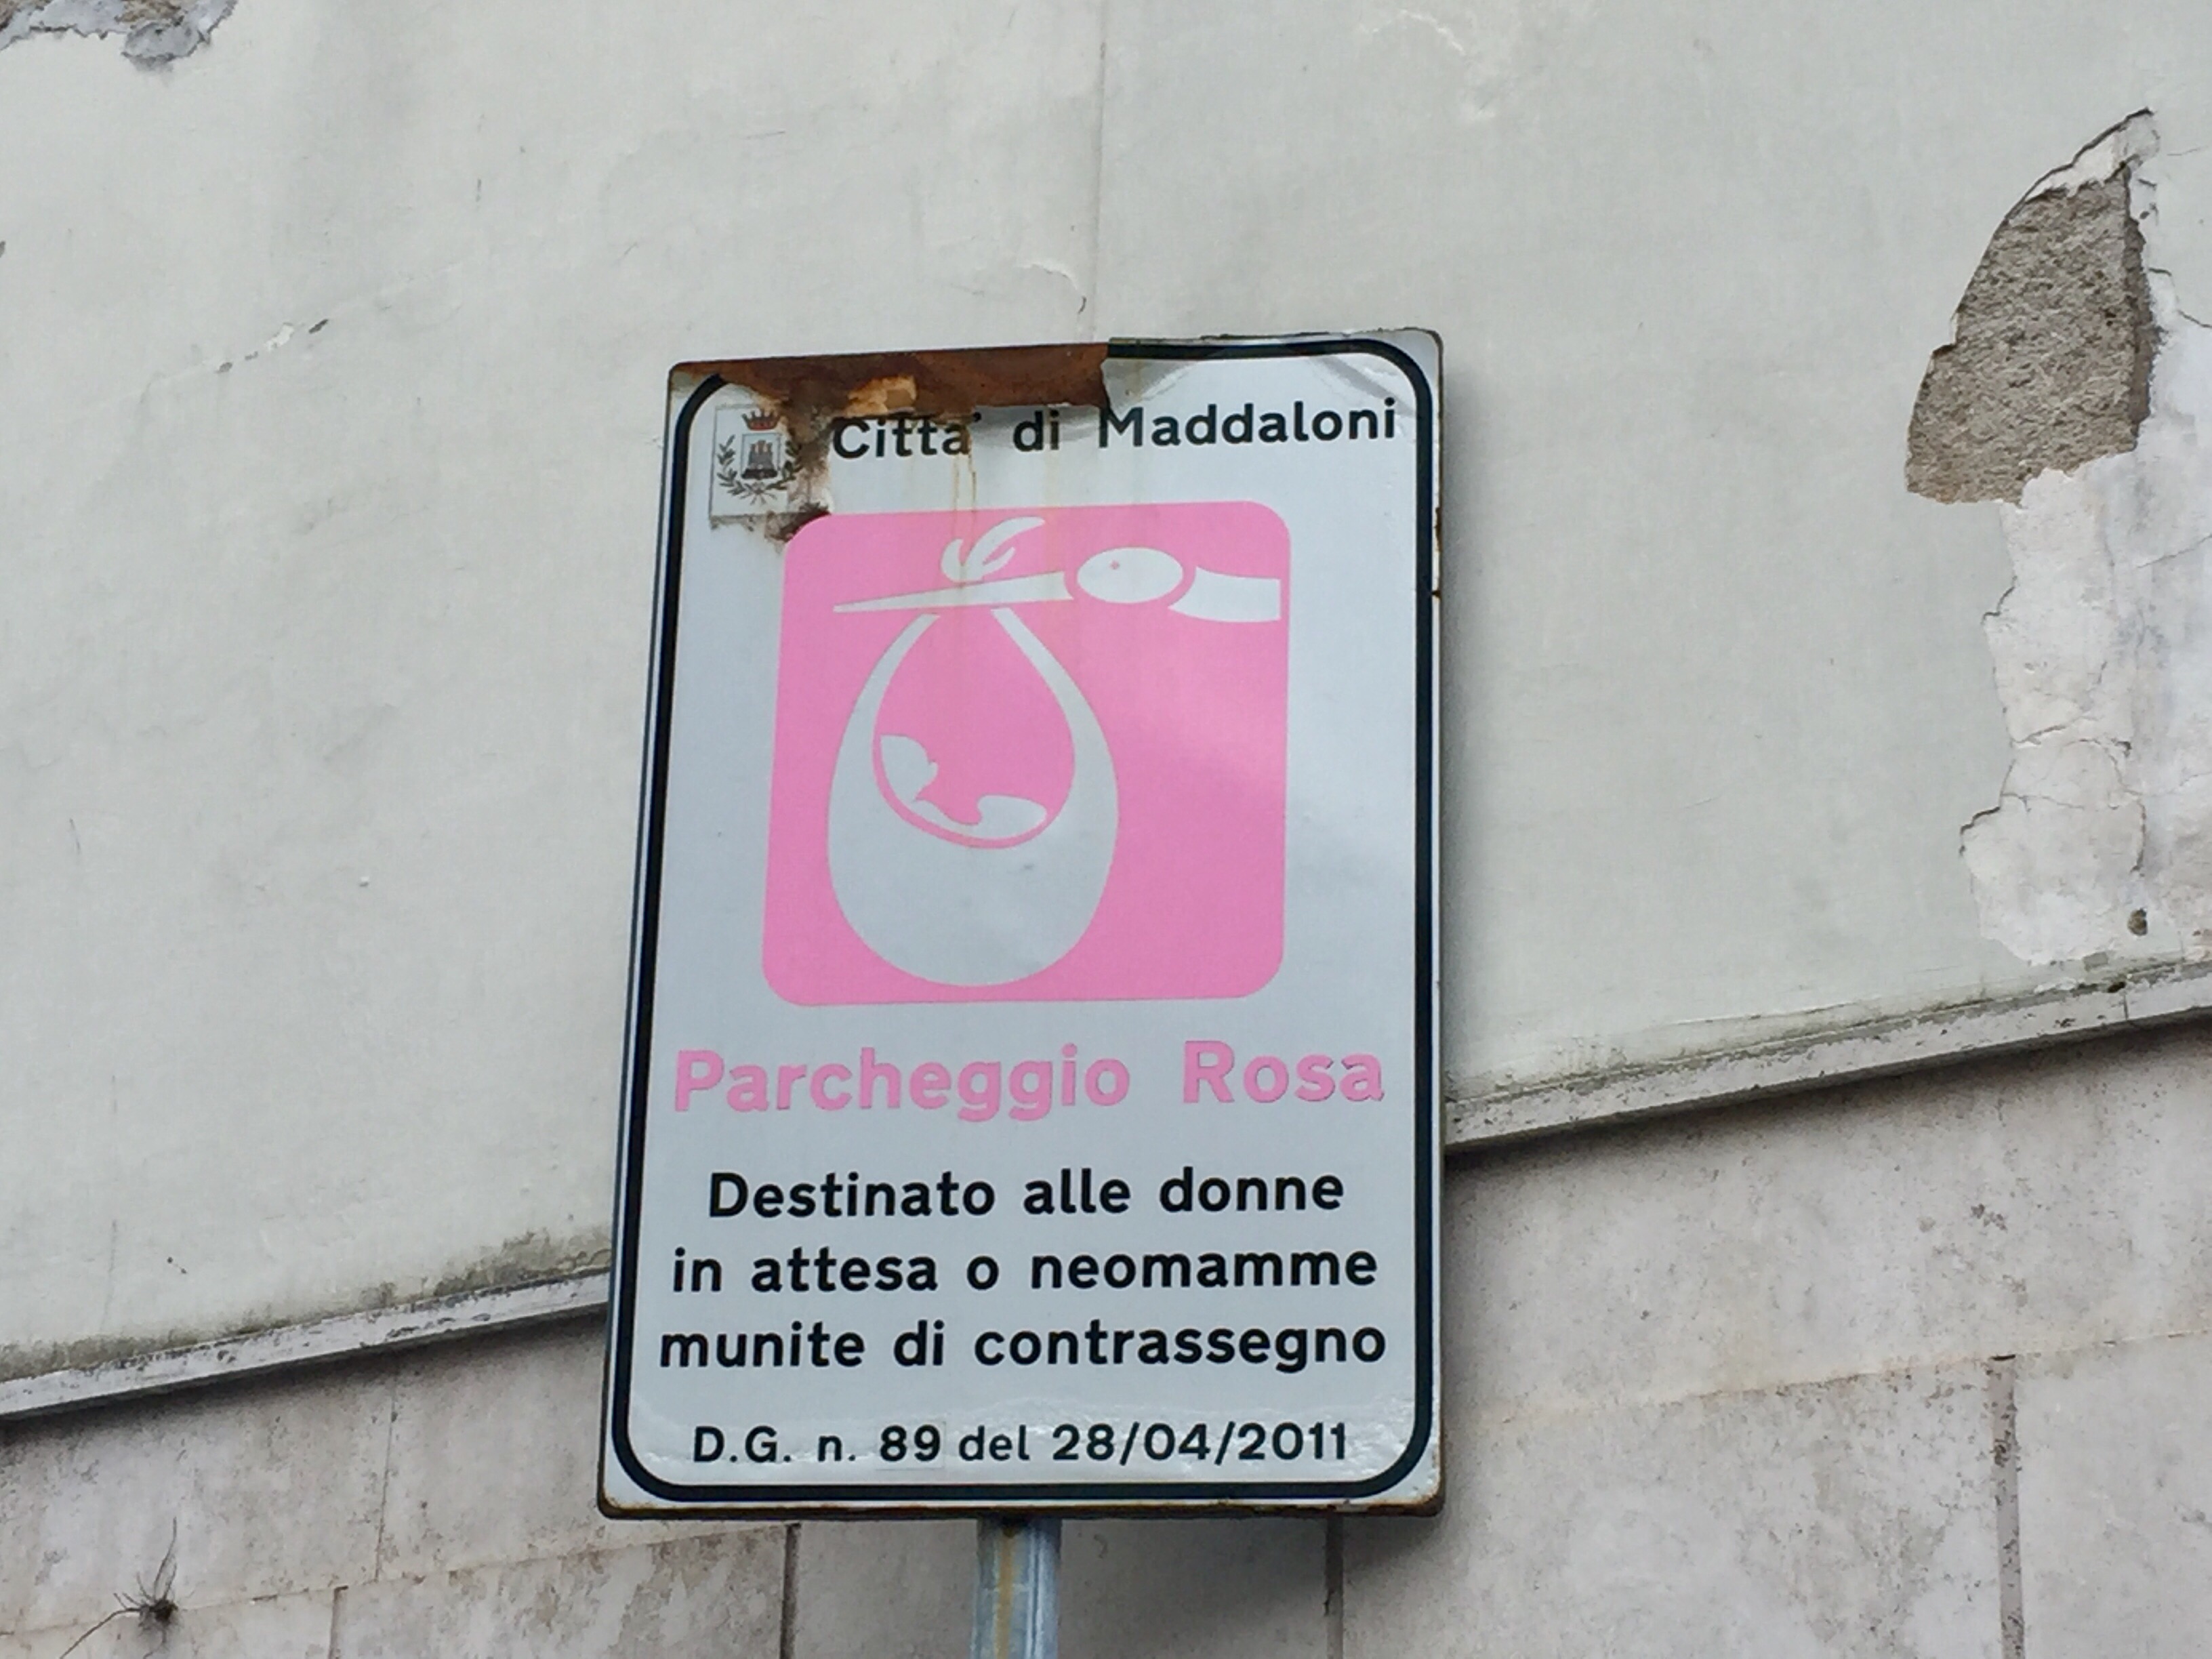 Citta' di Maddaloni
Parcheggio Rosa
Destinato alle donne
in attesa o neomamme
munite di contrassegno
D.G. n. 89 del 28/04/2011